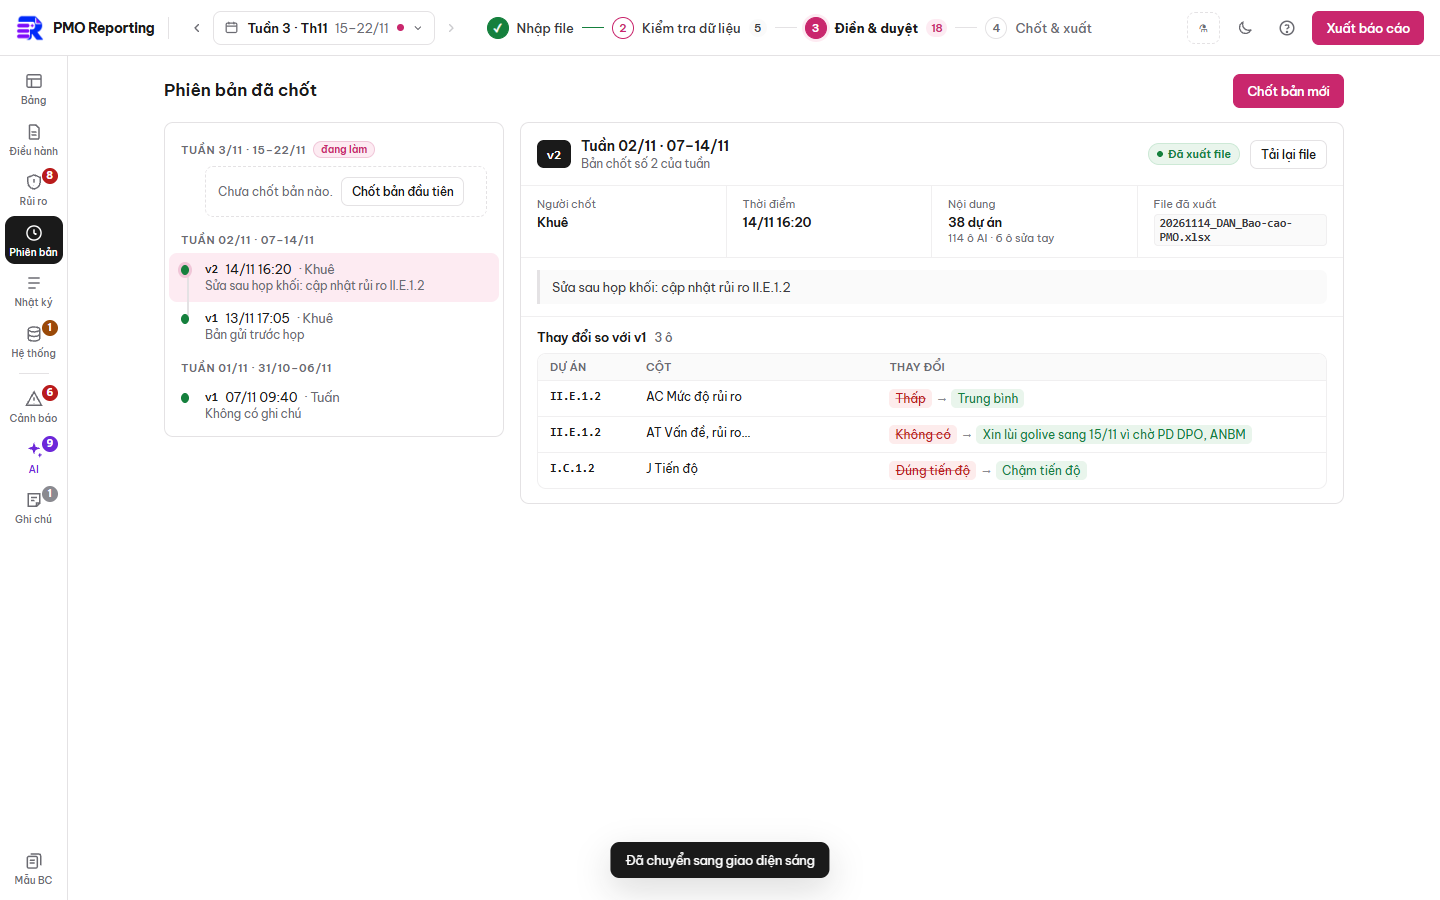 PMO Reporting
Tuần 3 · Th11 15–22/11
Nhập file
2 Kiểm tra dữ liệu 5
3 Điền & duyệt 18
4 Chốt & xuất
Xuất báo cáo
Bảng
Điều hành
8
Rủi ro
Phiên bản
Nhật ký
1
Hệ thống
6
Cảnh báo
9
AI
1
Ghi chú
Mẫu BC
Phiên bản đã chốt
Chốt bản mới
TUẦN 3/11 · 15–22/11 đang làm
Chưa chốt bản nào. Chốt bản đầu tiên
TUẦN 02/11 · 07–14/11
v2 14/11 16:20 · Khuê
Sửa sau họp khối: cập nhật rủi ro II.E.1.2
v1 13/11 17:05 · Khuê
Bản gửi trước họp
TUẦN 01/11 · 31/10–06/11
v1 07/11 09:40 · Tuấn
Không có ghi chú
v2
Tuần 02/11 · 07–14/11
Bản chốt số 2 của tuần
Đã xuất file
Tải lại file
Người chốt
Khuê
Thời điểm
14/11 16:20
Nội dung
38 dự án
114 ô AI · 6 ô sửa tay
File đã xuất
20261114_DAN_Bao-cao-
PMO.xlsx
Sửa sau họp khối: cập nhật rủi ro II.E.1.2
Thay đổi so với v1 3 ô
DỰ ÁN CỘT THAY ĐỔI
II.E.1.2 AC Mức độ rủi ro Thấp → Trung bình
II.E.1.2 AT Vấn đề, rủi ro... Không có → Xin lùi golive sang 15/11 vì chờ PD DPO, ANBM
I.C.1.2 J Tiến độ Đúng tiến độ → Chậm tiến độ
Đã chuyển sang giao diện sáng